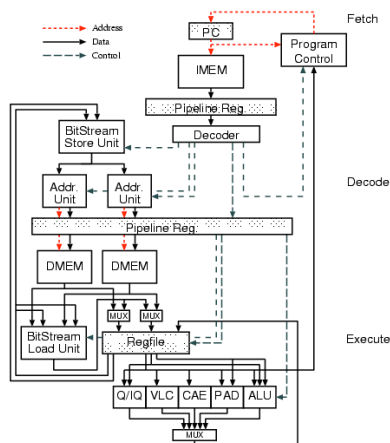 Address
Data
Control
Fetch
PC
Program
Control
IMEM
Pipeline Reg.
Decoder
BitStream
Store Unit
Addr.
Unit
Addr.
Unit
Decode
Pipeline Reg.
DMEM
DMEM
MUX
MUX
BitStream
Load Unit
Regfile
Execute
Q/IQ
VLC
CAE
PAD
ALU
MUX